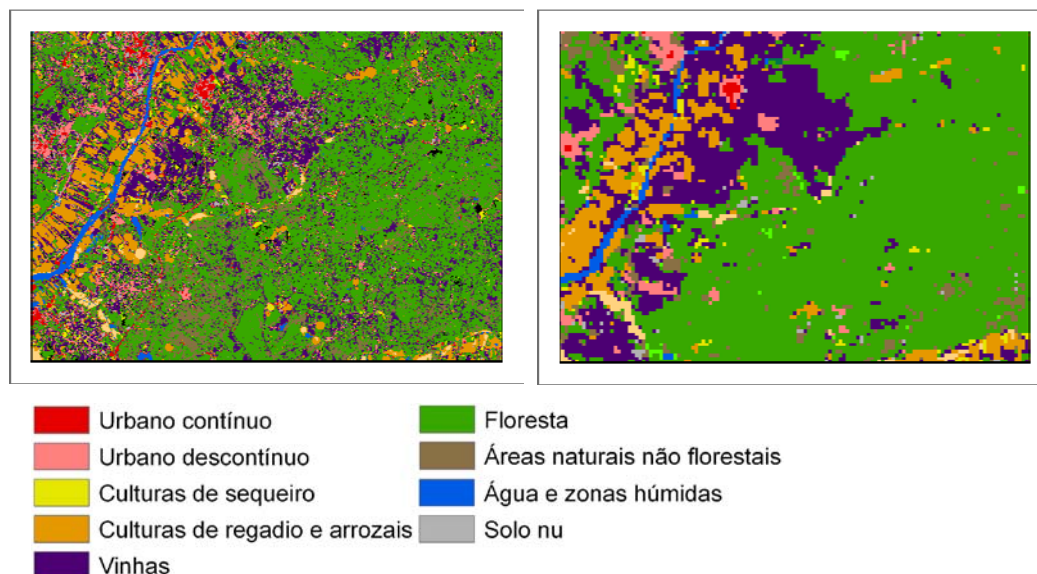 Urbano contínuo
Urbano descontínuo
Culturas de sequeiro
Culturas de regadio e arrozais
Vinhas
Floresta
Áreas naturais não florestais
Água e zonas húmidas
Solo nu